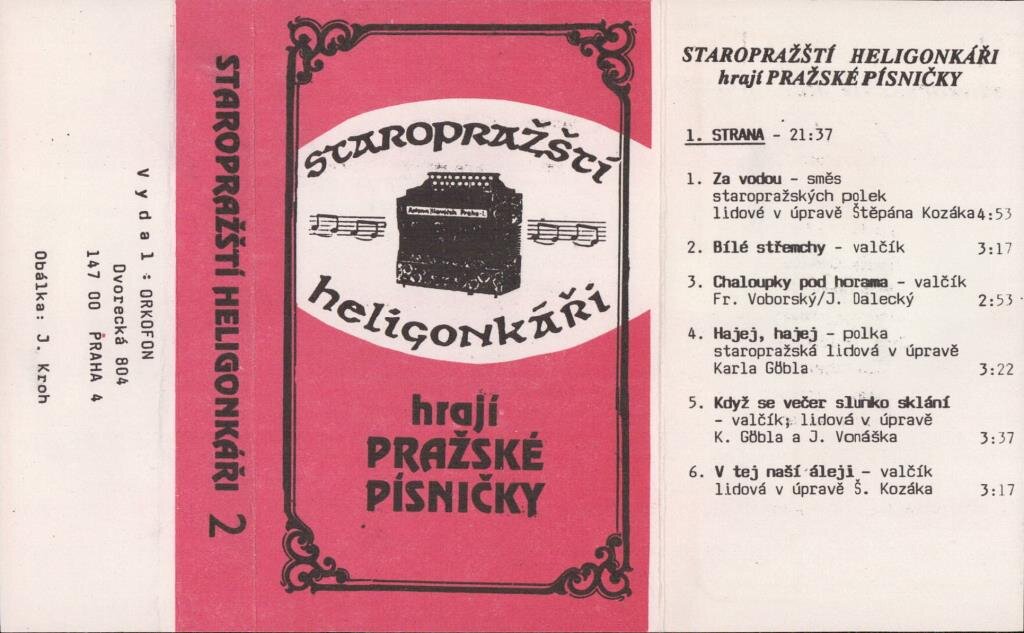 Vydal: ORKOFON
Dvorecká 804
147 00 PRAHA 4
Obálka: J. Kroh
STAROPRAŽŠTÍ HELIGONKÁŘI 2
STAROPRAŽŠTÍ
heligonkáři
hrají
PRAŽSKÉ
PÍSNIČKY
STAROPRAŽŠTÍ HELIGONKÁŘI
hrají PRAŽSKÉ PÍSNIČKY
1. STRANA - 21:37
1. Za vodou - směs
staropražských polek
lidové v úpravě Štěpána Kozáka 4:53
2. Bílé střemchy - valčík 3:17
3. Chaloupky pod horama - valčík
Fr. Voborský/J. Dalecký 2:53
4. Hajej, hajej - polka
staropražská lidová v úpravě
Karla Göbla 3:22
5. Když se večer slunko sklání
- valčík; lidová v úpravě
K. Göbla a J. Vonáška 3:37
6. V tej naší áleji - valčík
lidová v úpravě Š. Kozáka 3:17